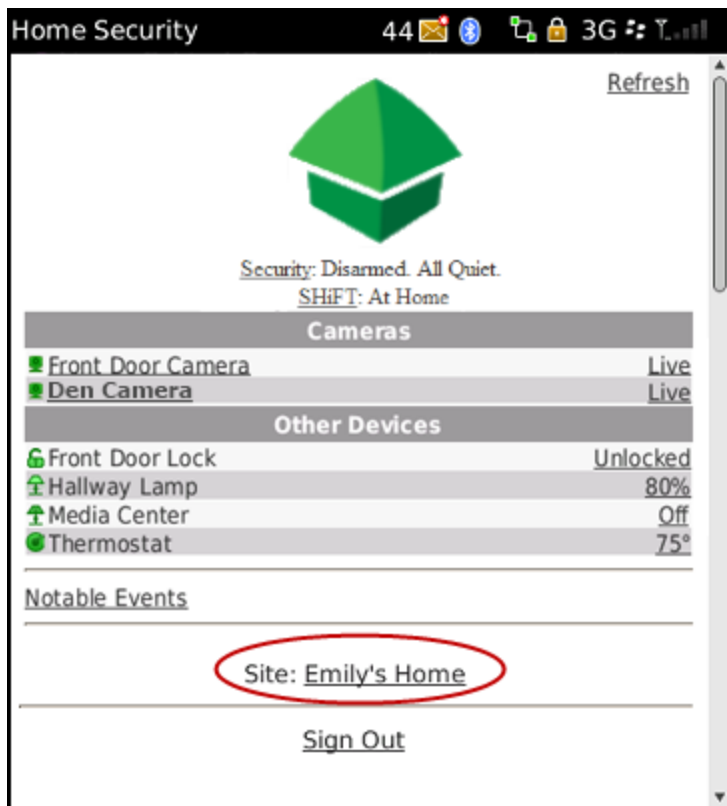 Home Security 44 3G
Refresh
Security: Disarmed. All Quiet.
SHiFT: At Home
Cameras
Front Door Camera Live
Den Camera Live
Other Devices
Front Door Lock Unlocked
Hallway Lamp 80%
Media Center Off
Thermostat 75°
Notable Events
Site: Emily's Home
Sign Out